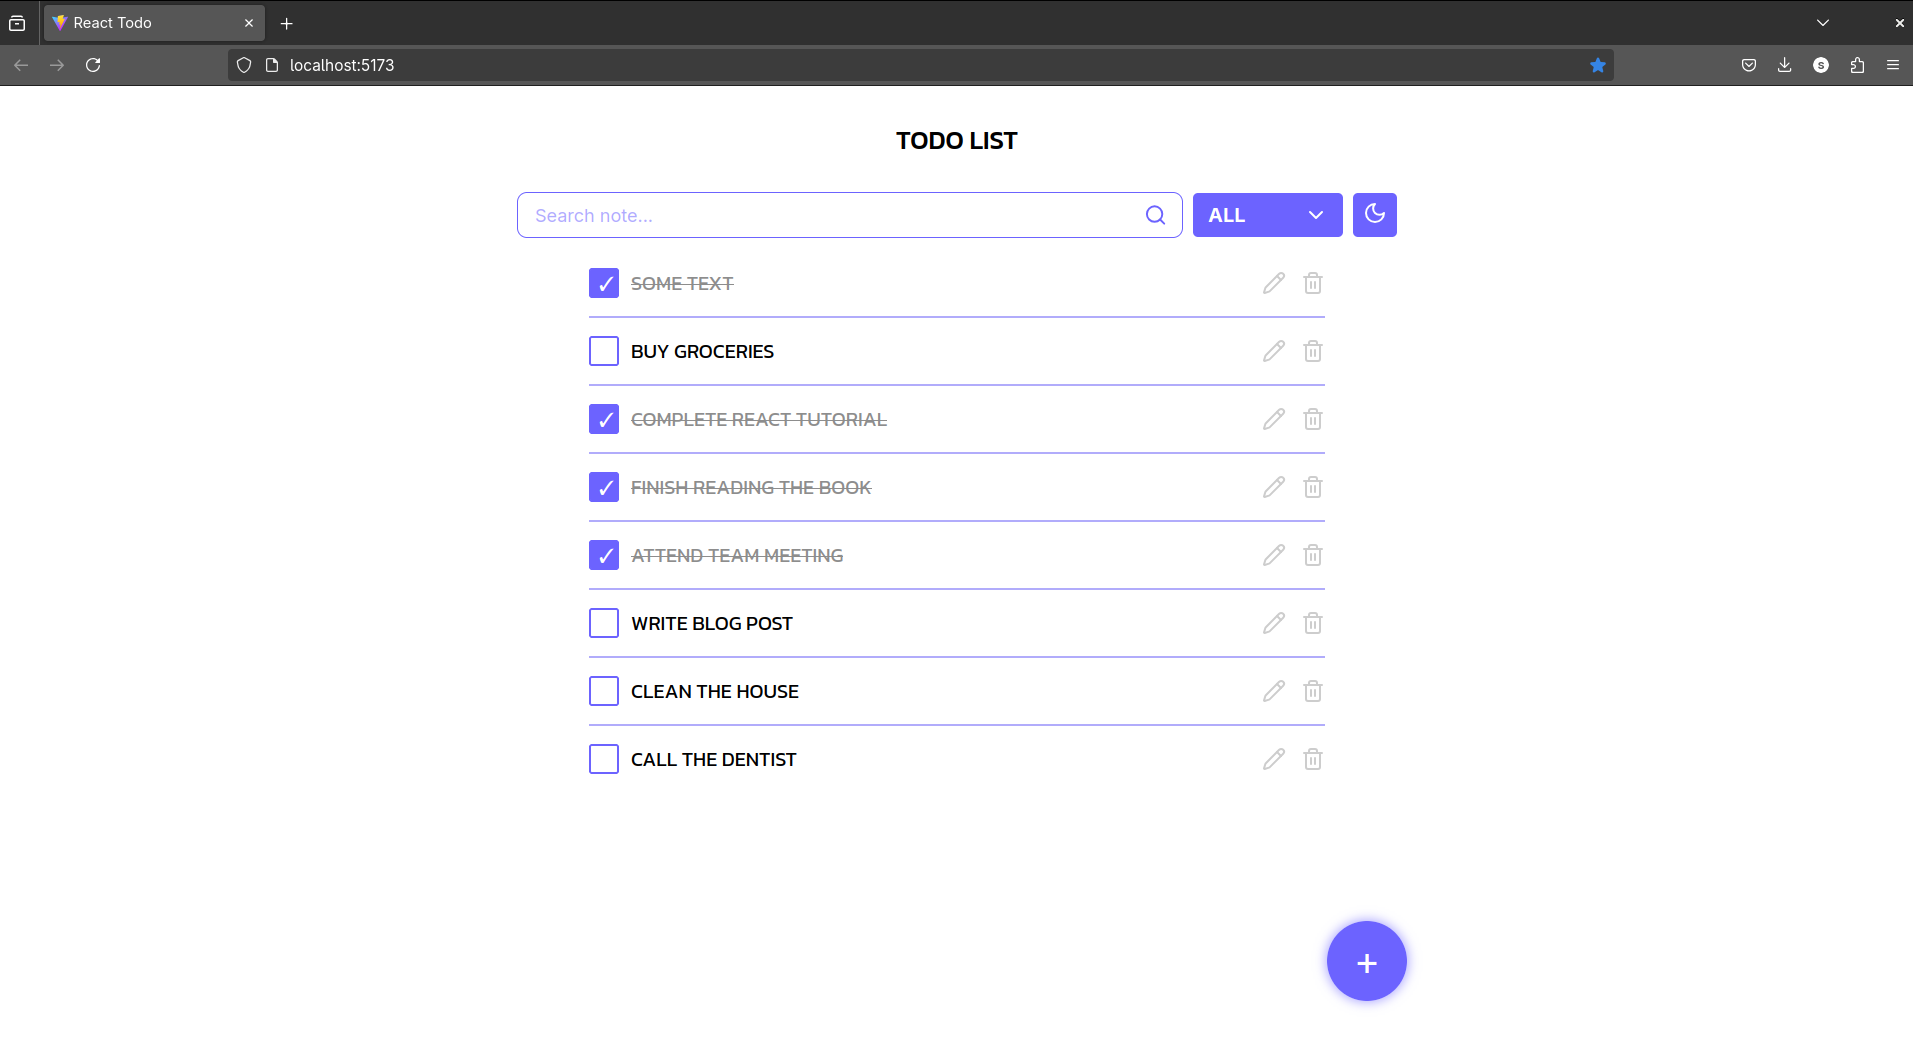 React Todo
localhost:5173
S
TODO LIST
Search note...
ALL
SOME TEXT
BUY GROCERIES
COMPLETE REACT TUTORIAL
FINISH READING THE BOOK
ATTEND TEAM MEETING
WRITE BLOG POST
CLEAN THE HOUSE
CALL THE DENTIST